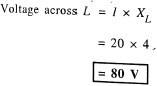 Voltage across L = l × X_L
= 20 × 4
= 80 V